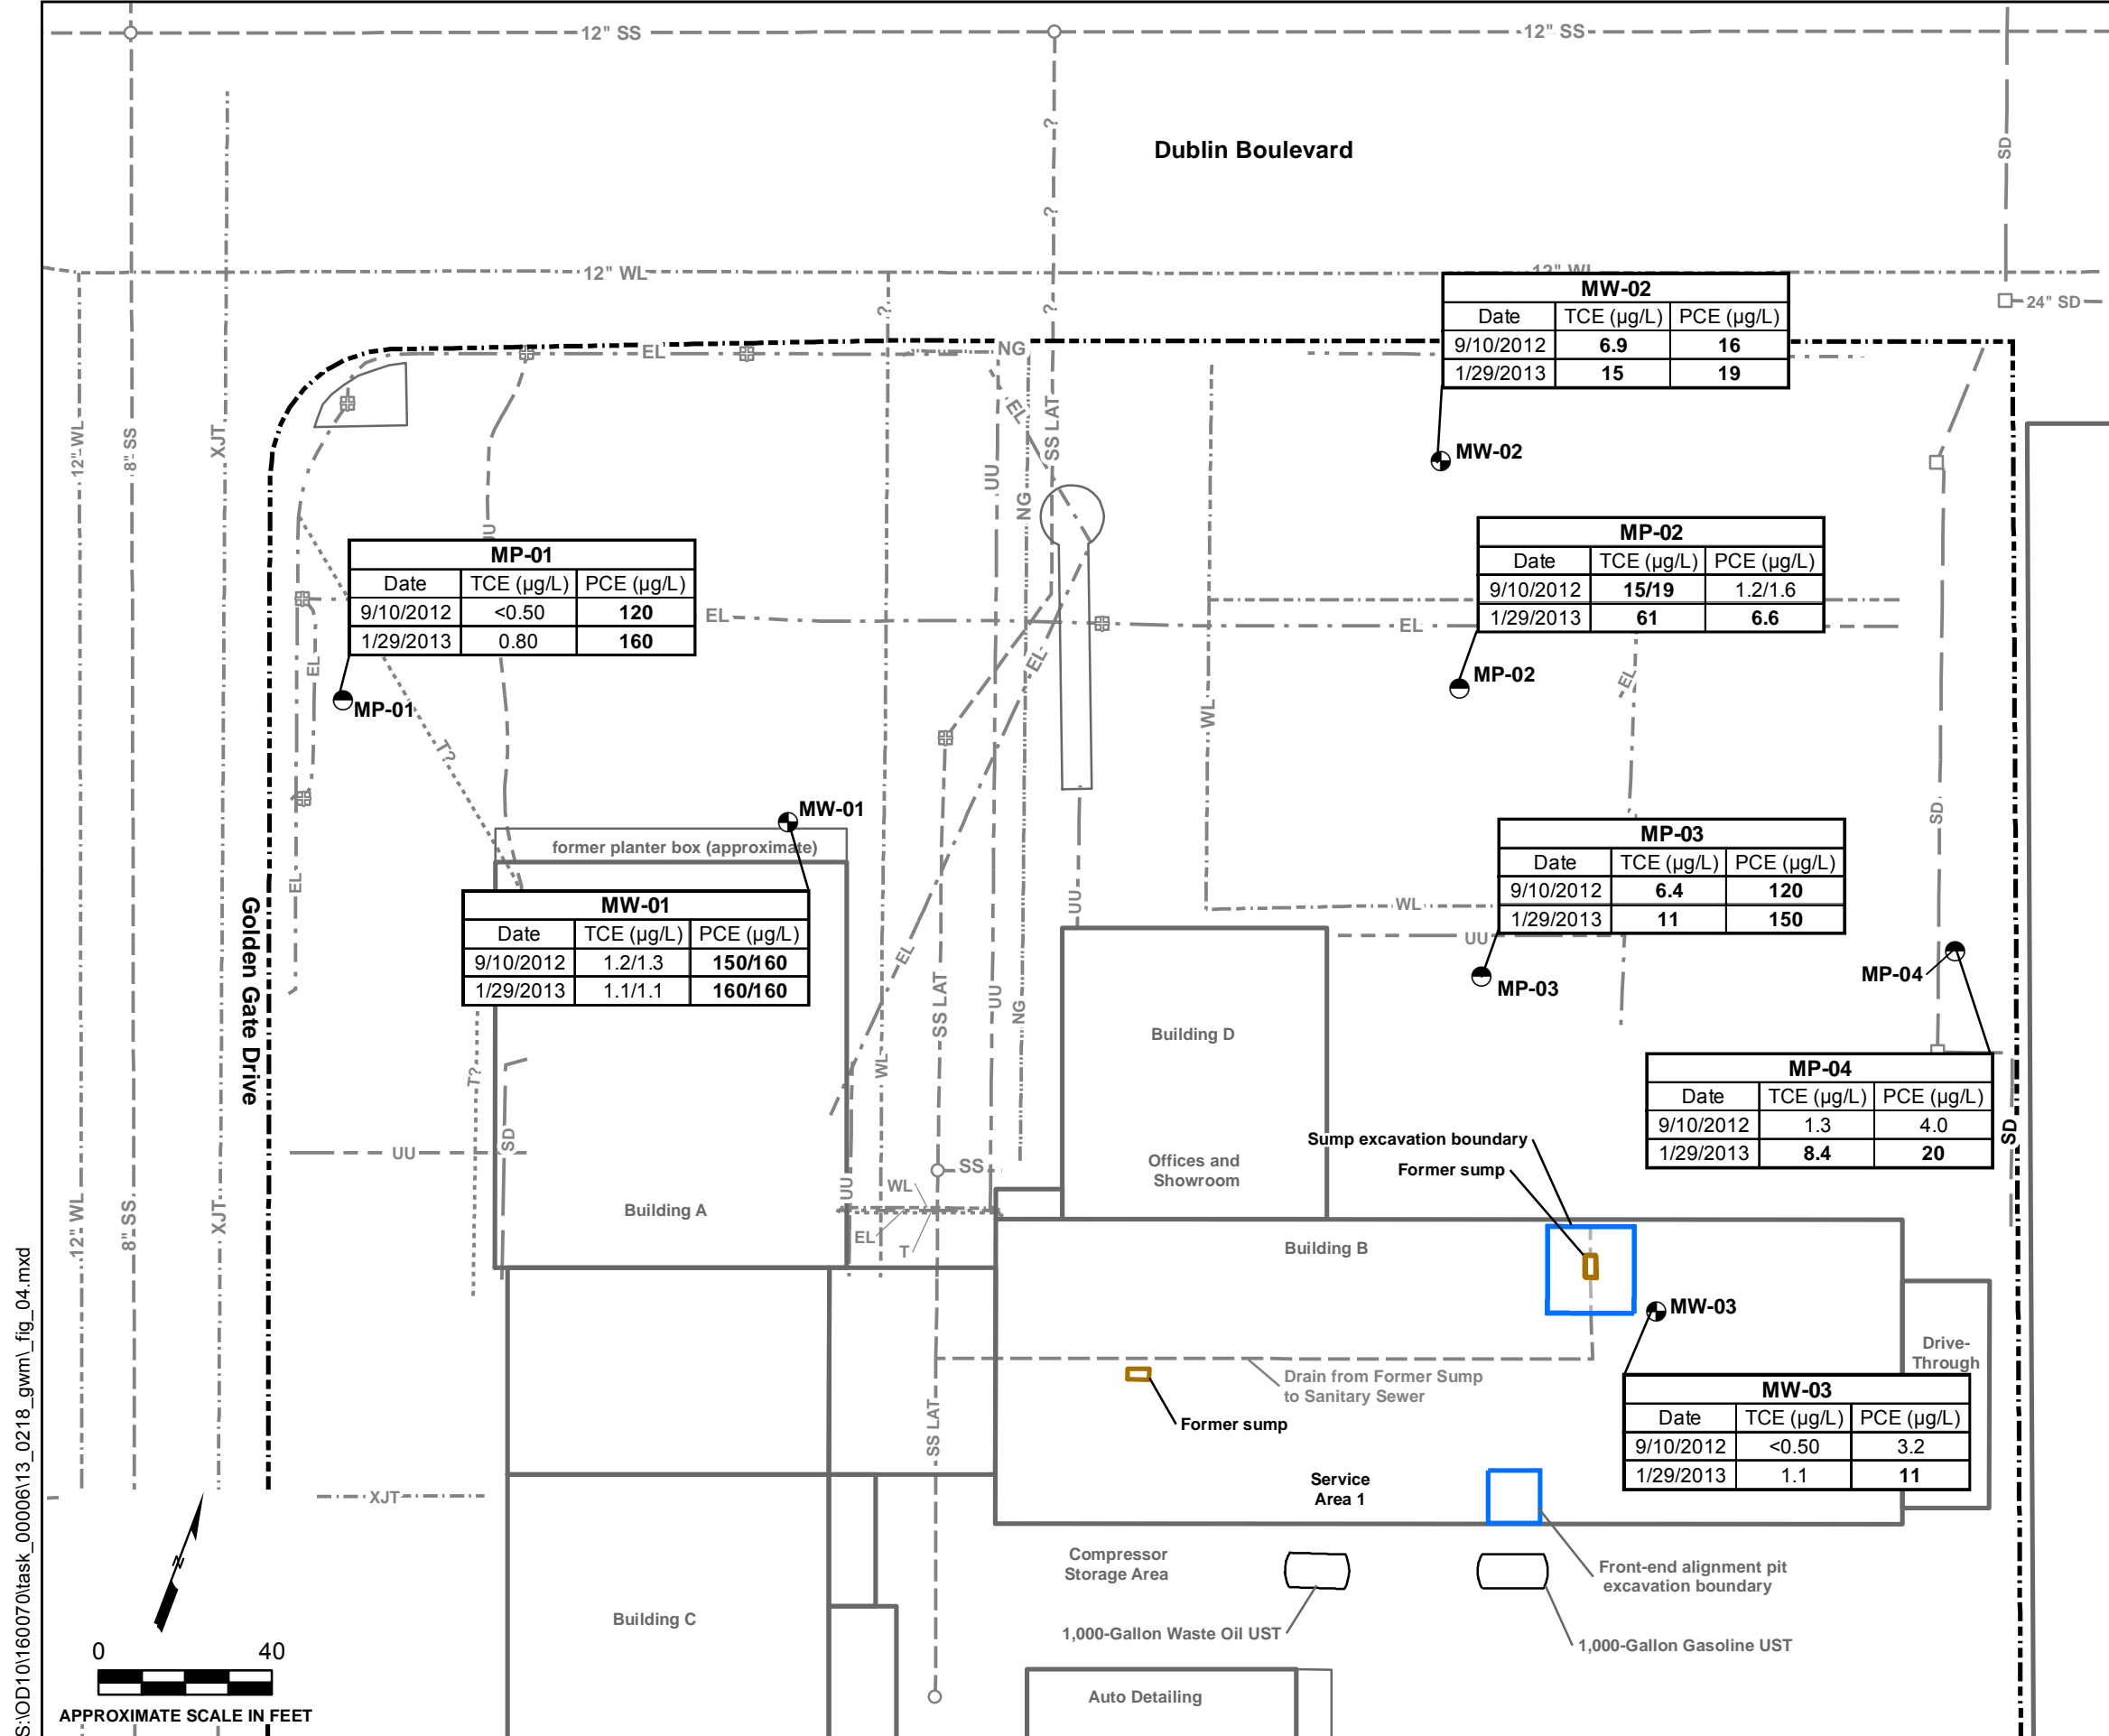 12" SS
12" SS
SD
Dublin Boulevard
?
?
?
?
12" WL
12" WL
24" SD
MW-02
Date TCE (µg/L) PCE (µg/L)
9/10/2012 6.9 16
1/29/2013 15 19
MW-02
EL
NG
EL
SS LAT
12" WL
8" SS
XJT
UU
UU
NG
MP-01
Date TCE (µg/L) PCE (µg/L)
9/10/2012 <0.50 120
1/29/2013 0.80 160
MP-01
MP-02
Date TCE (µg/L) PCE (µg/L)
9/10/2012 15/19 1.2/1.6
1/29/2013 61 6.6
MP-02
EL
EL
EL
EL
EL
WL
T?
SD
MW-01
former planter box (approximate)
MW-01
Date TCE (µg/L) PCE (µg/L)
9/10/2012 1.2/1.3 150/160
1/29/2013 1.1/1.1 160/160
MP-03
Date TCE (µg/L) PCE (µg/L)
9/10/2012 6.4 120
1/29/2013 11 150
MP-03
EL
Golden Gate Drive
UU
WL
UU
EL
SS LAT
UU
NG
MP-04
MP-04
Date TCE (µg/L) PCE (µg/L)
9/10/2012 1.3 4.0
1/29/2013 8.4 20
SD
Building D
Offices and
Showroom
T?
SD
WL
UU
Sump excavation boundary
Former sump
SS
WL
UU
EL
T
Building A
12" WL
8" SS
XJT
Building B
MW-03
Drive-
Through
Drain from Former Sump
to Sanitary Sewer
Former sump
SS LAT
MW-03
Date TCE (µg/L) PCE (µg/L)
9/10/2012 <0.50 3.2
1/29/2013 1.1 11
Service
Area 1
XJT
Compressor
Storage Area
Front-end alignment pit
excavation boundary
1,000-Gallon Waste Oil UST
1,000-Gallon Gasoline UST
Building C
Auto Detailing
N
0 40
APPROXIMATE SCALE IN FEET
S:\OD10\160070\task_00006\13_0218_gwm\_fig_04.mxd